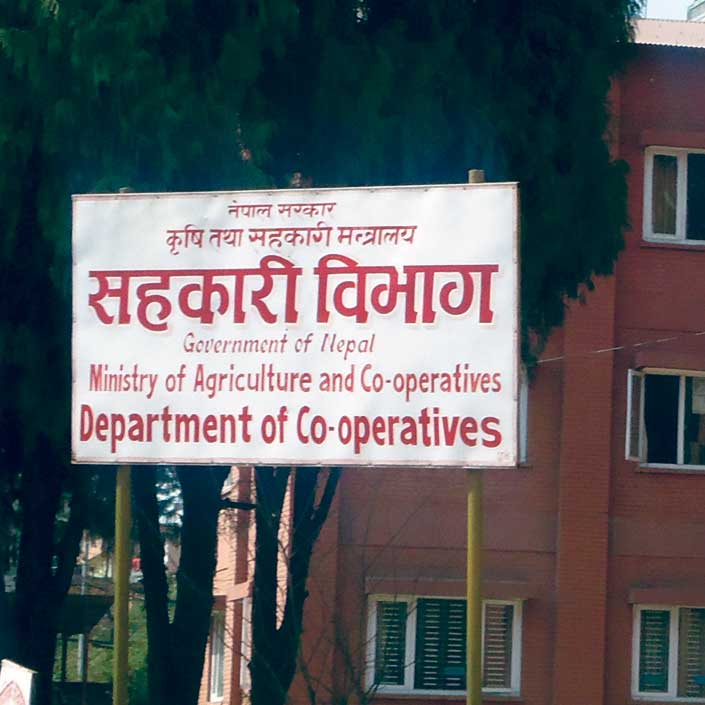 नेपाल सरकार
कृषि तथा सहकारी मन्त्रालय
सहकारी विभाग
Government of Nepal
Ministry of Agriculture and Co-operatives
Department of Co-operatives